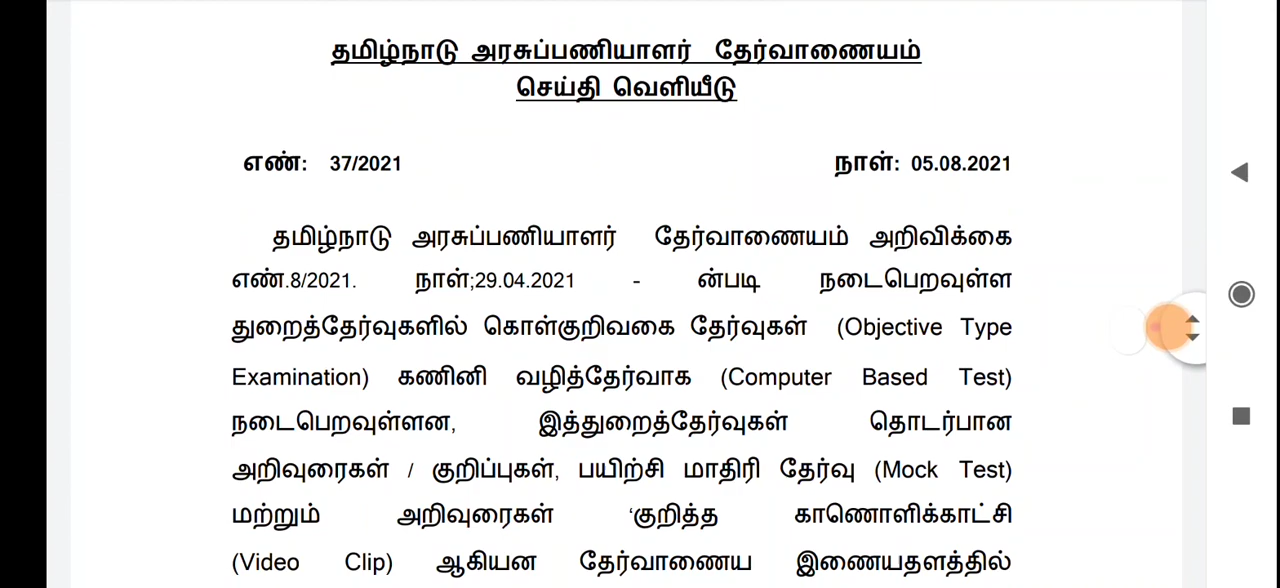 தமிழ்நாடு அரசுப்பணியாளர் தேர்வாணையம்
செய்தி வெளியீடு
எண்: 37/2021 நாள்: 05.08.2021
தமிழ்நாடு அரசுப்பணியாளர் தேர்வாணையம் அறிவிக்கை
எண்.8/2021. நாள்;29.04.2021 - ன்படி நடைபெறவுள்ள
துறைத்தேர்வுகளில் கொள்குறிவகை தேர்வுகள் (Objective Type
Examination) கணினி வழித்தேர்வாக (Computer Based Test)
நடைபெறவுள்ளன, இத்துறைத்தேர்வுகள் தொடர்பான
அறிவுரைகள் / குறிப்புகள், பயிற்சி மாதிரி தேர்வு (Mock Test)
மற்றும் அறிவுரைகள் ‘குறித்த காணொளிக்காட்சி
(Video Clip) ஆகியன தேர்வாணைய இணையதளத்தில்